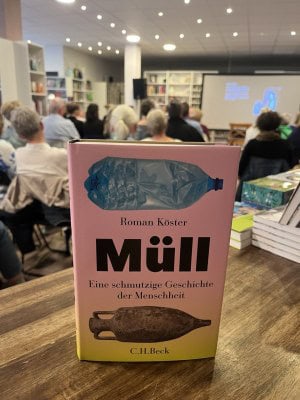 Roman Köster
Müll
Eine schmutzige Geschichte
der Menschheit
C.H.Beck